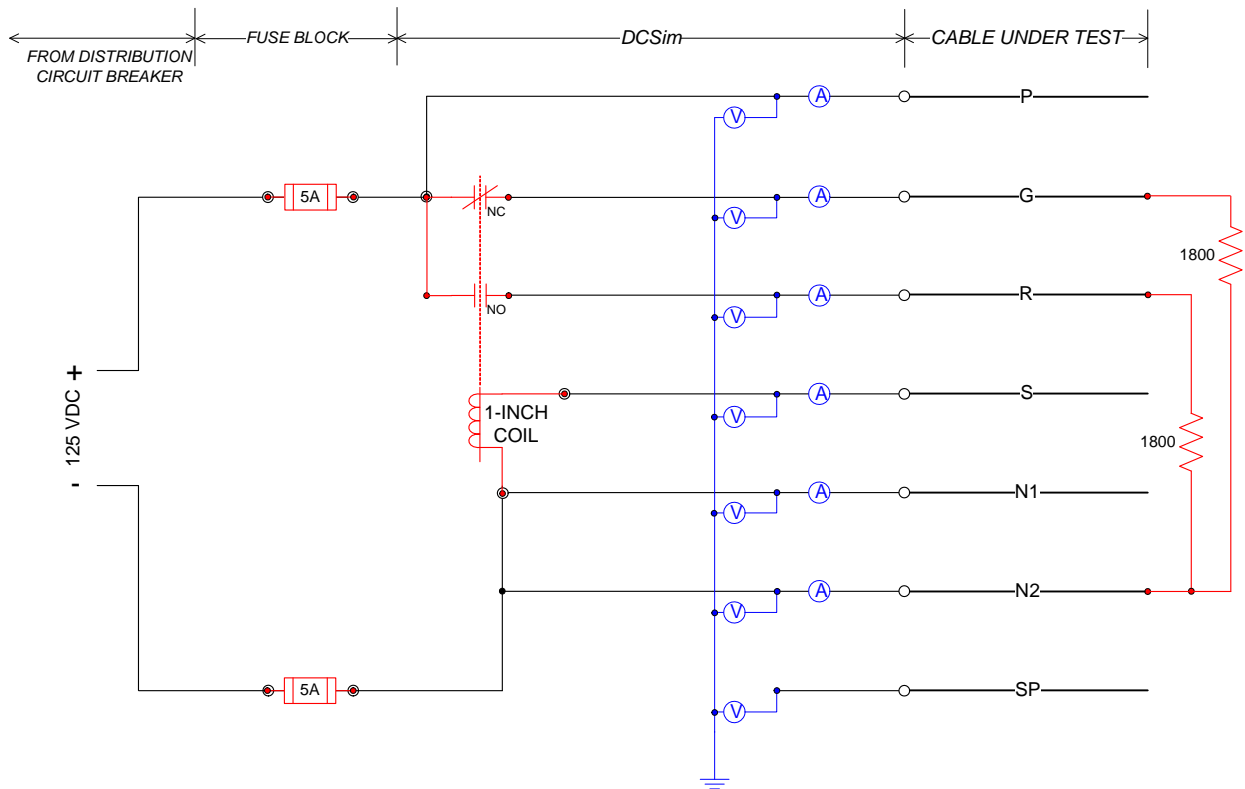 FROM DISTRIBUTION
CIRCUIT BREAKER
FUSE BLOCK
DCSim
CABLE UNDER TEST
A
P
V
5A
NC
A
G
V
1800
NO
A
R
V
125 VDC
+
-
1-INCH
COIL
A
S
V
1800
A
N1
V
A
N2
V
5A
SP
V